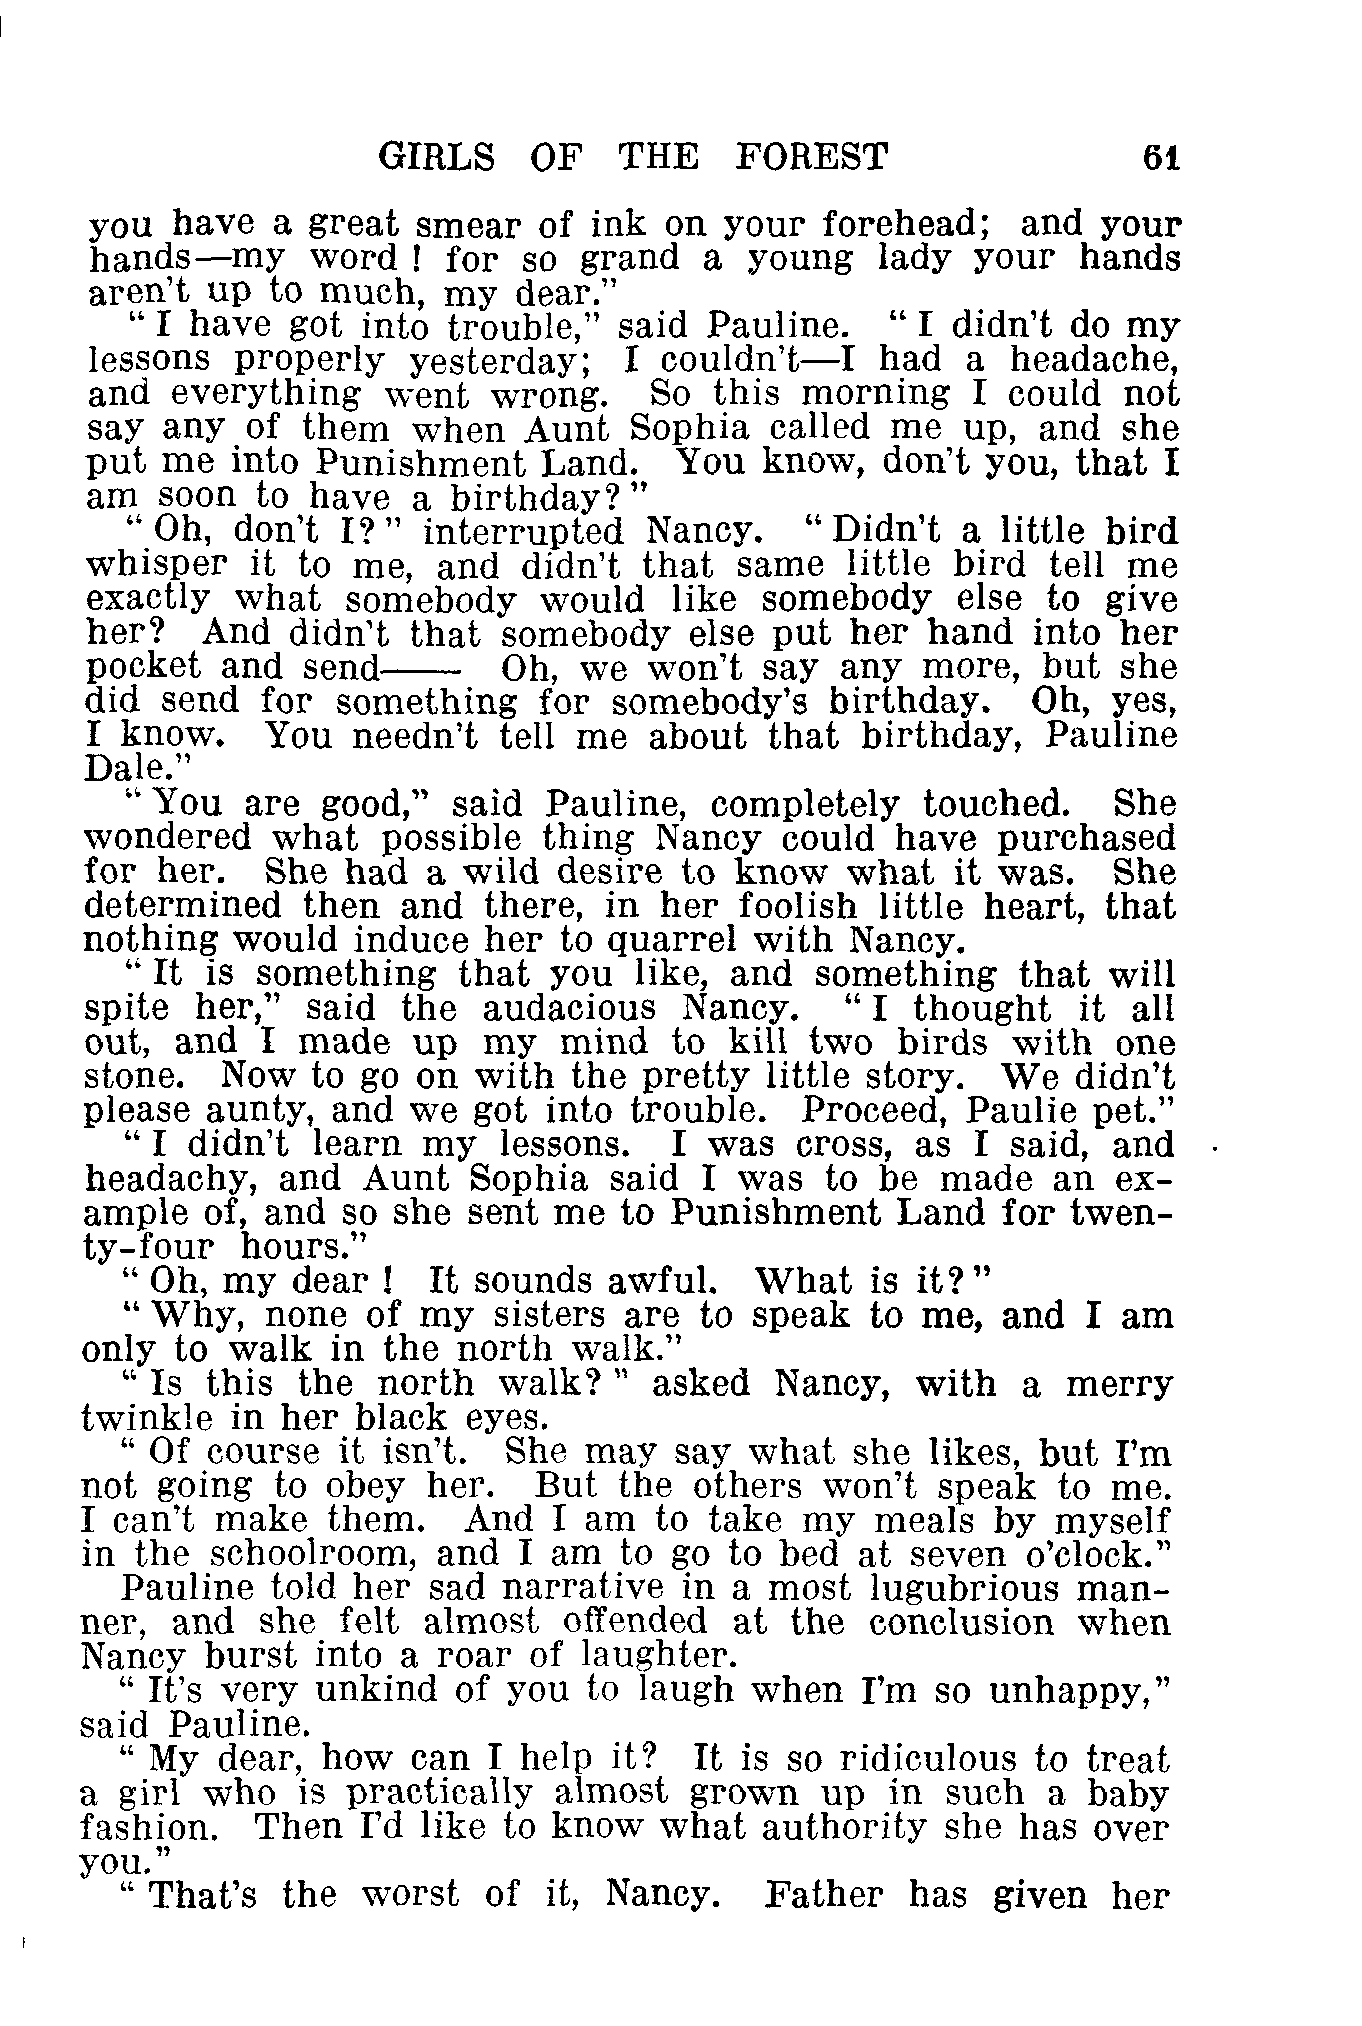 GIRLS OF THE FOREST 61
you have a great smear of ink on your forehead; and your
hands—my word! for so grand a young lady your hands
aren't up to much, my dear."
"I have got into trouble," said Pauline. "I didn't do my
lessons properly yesterday; I couldn't—I had a headache,
and everything went wrong. So this morning I could not
say any of them when Aunt Sophia called me up, and she
put me into Punishment Land. You know, don't you, that I
am soon to have a birthday?"
"Oh, don't I?" interrupted Nancy. "Didn't a little bird
whisper it to me, and didn't that same little bird tell me
exactly what somebody would like somebody else to give
her? And didn't that somebody else put her hand into her
pocket and send—— Oh, we won't say any more, but she
did send for something for somebody's birthday. Oh, yes,
I know. You needn't tell me about that birthday, Pauline
Dale."
"You are good," said Pauline, completely touched. She
wondered what possible thing Nancy could have purchased
for her. She had a wild desire to know what it was. She
determined then and there, in her foolish little heart, that
nothing would induce her to quarrel with Nancy.
"It is something that you like, and something that will
spite her," said the audacious Nancy. "I thought it all
out, and I made up my mind to kill two birds with one
stone. Now to go on with the pretty little story. We didn't
please aunty, and we got into trouble. Proceed, Paulie pet."
"I didn't learn my lessons. I was cross, as I said, and
headachy, and Aunt Sophia said I was to be made an ex-
ample of, and so she sent me to Punishment Land for twen-
ty-four hours."
"Oh, my dear! It sounds awful. What is it?"
"Why, none of my sisters are to speak to me, and I am
only to walk in the north walk."
"Is this the north walk?" asked Nancy, with a merry
twinkle in her black eyes.
"Of course it isn't. She may say what she likes, but I'm
not going to obey her. But the others won't speak to me.
I can't make them. And I am to take my meals by myself
in the schoolroom, and I am to go to bed at seven o'clock."
Pauline told her sad narrative in a most lugubrious man-
ner, and she felt almost offended at the conclusion when
Nancy burst into a roar of laughter.
"It's very unkind of you to laugh when I'm so unhappy,"
said Pauline.
"My dear, how can I help it? It is so ridiculous to treat
a girl who is practically almost grown up in such a baby
fashion. Then I'd like to know what authority she has over
you."
"That's the worst of it, Nancy. Father has given her